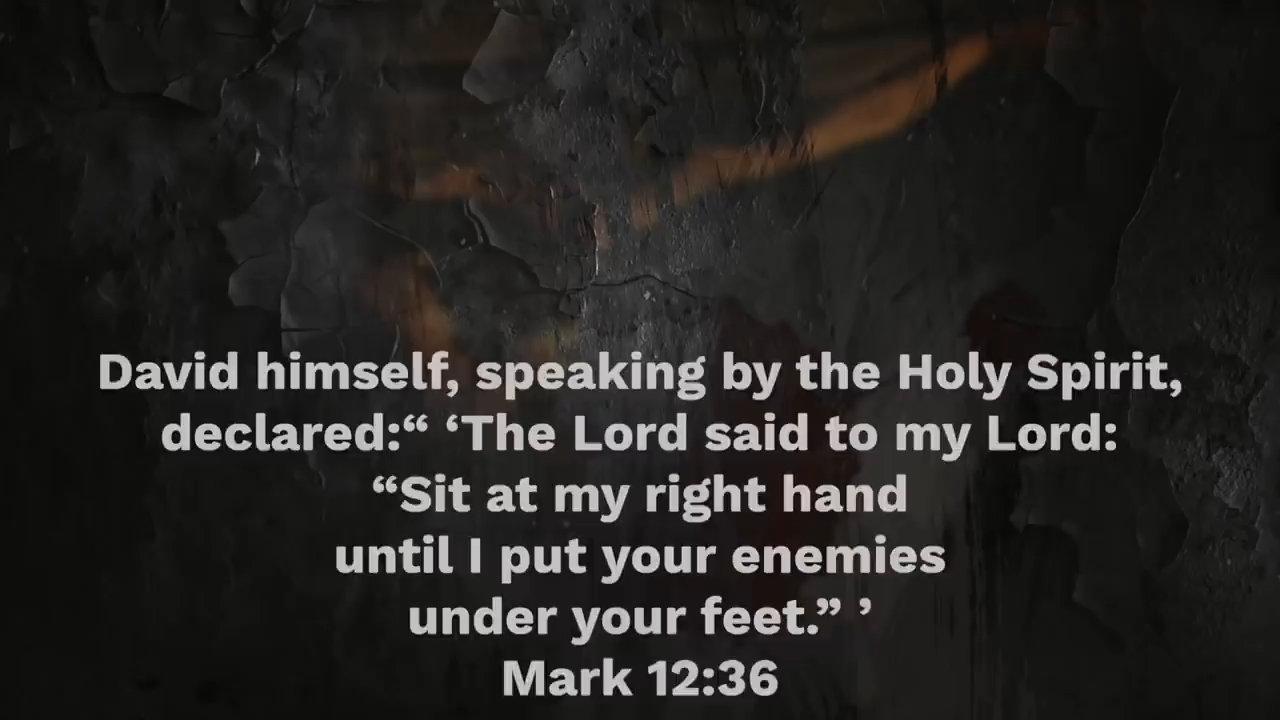 David himself, speaking by the Holy Spirit,
declared:“ ‘The Lord said to my Lord:
“Sit at my right hand
until I put your enemies
under your feet.” ’
Mark 12:36